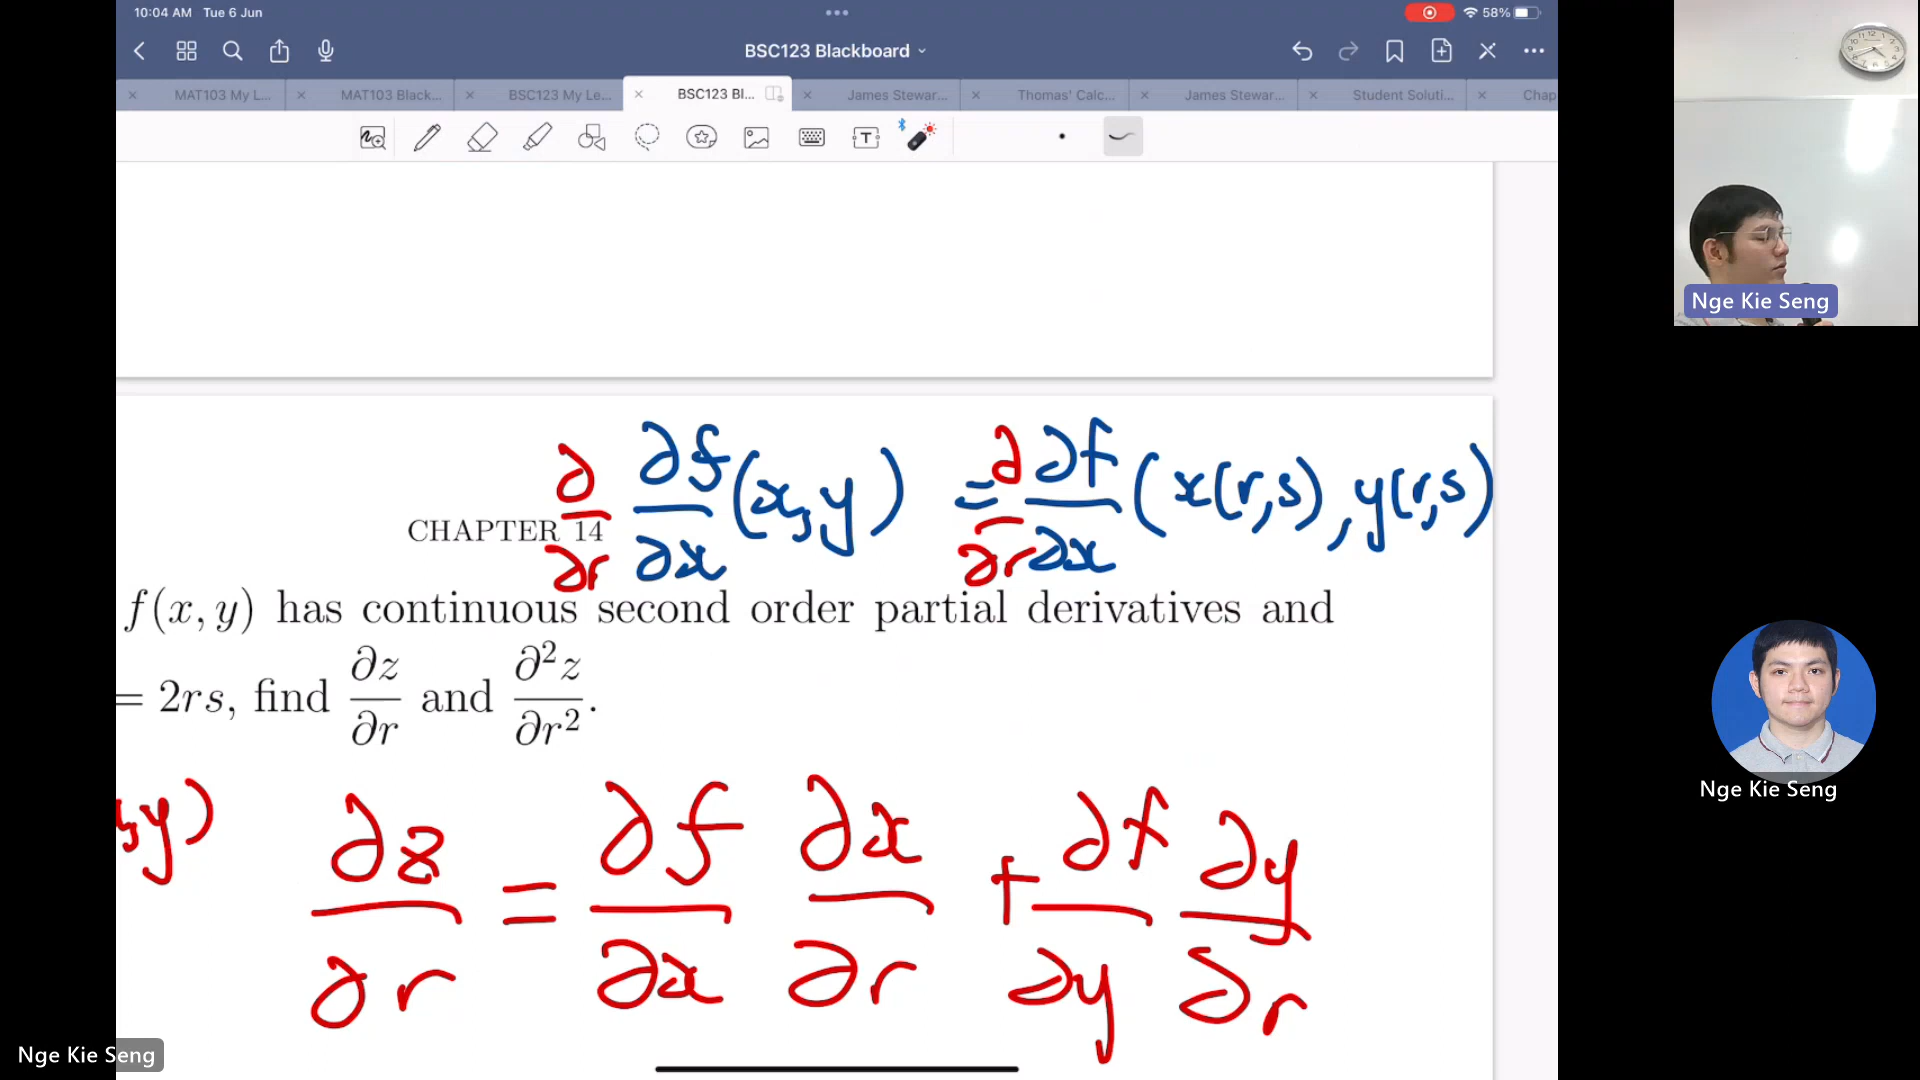 10:04 AM Tue 6 Jun
58%
BSC123 Blackboard
MAT103 My L...
MAT103 Black...
BSC123 My Le...
BSC123 Bl...
James Stewar...
Thomas' Calc...
James Stewar...
Student Soluti...
Chap
∂/∂r ∂f/∂x (x,y) = ∂/∂r ∂f/∂x (x(r,s), y(r,s)
CHAPTER 14
f(x, y) has continuous second order partial derivatives and
= 2rs, find ∂z/∂r and ∂²z/∂r².
,y) ∂z/∂r = ∂f/∂x ∂x/∂r + ∂f/∂y ∂y/∂r
Nge Kie Seng
Nge Kie Seng
Nge Kie Seng